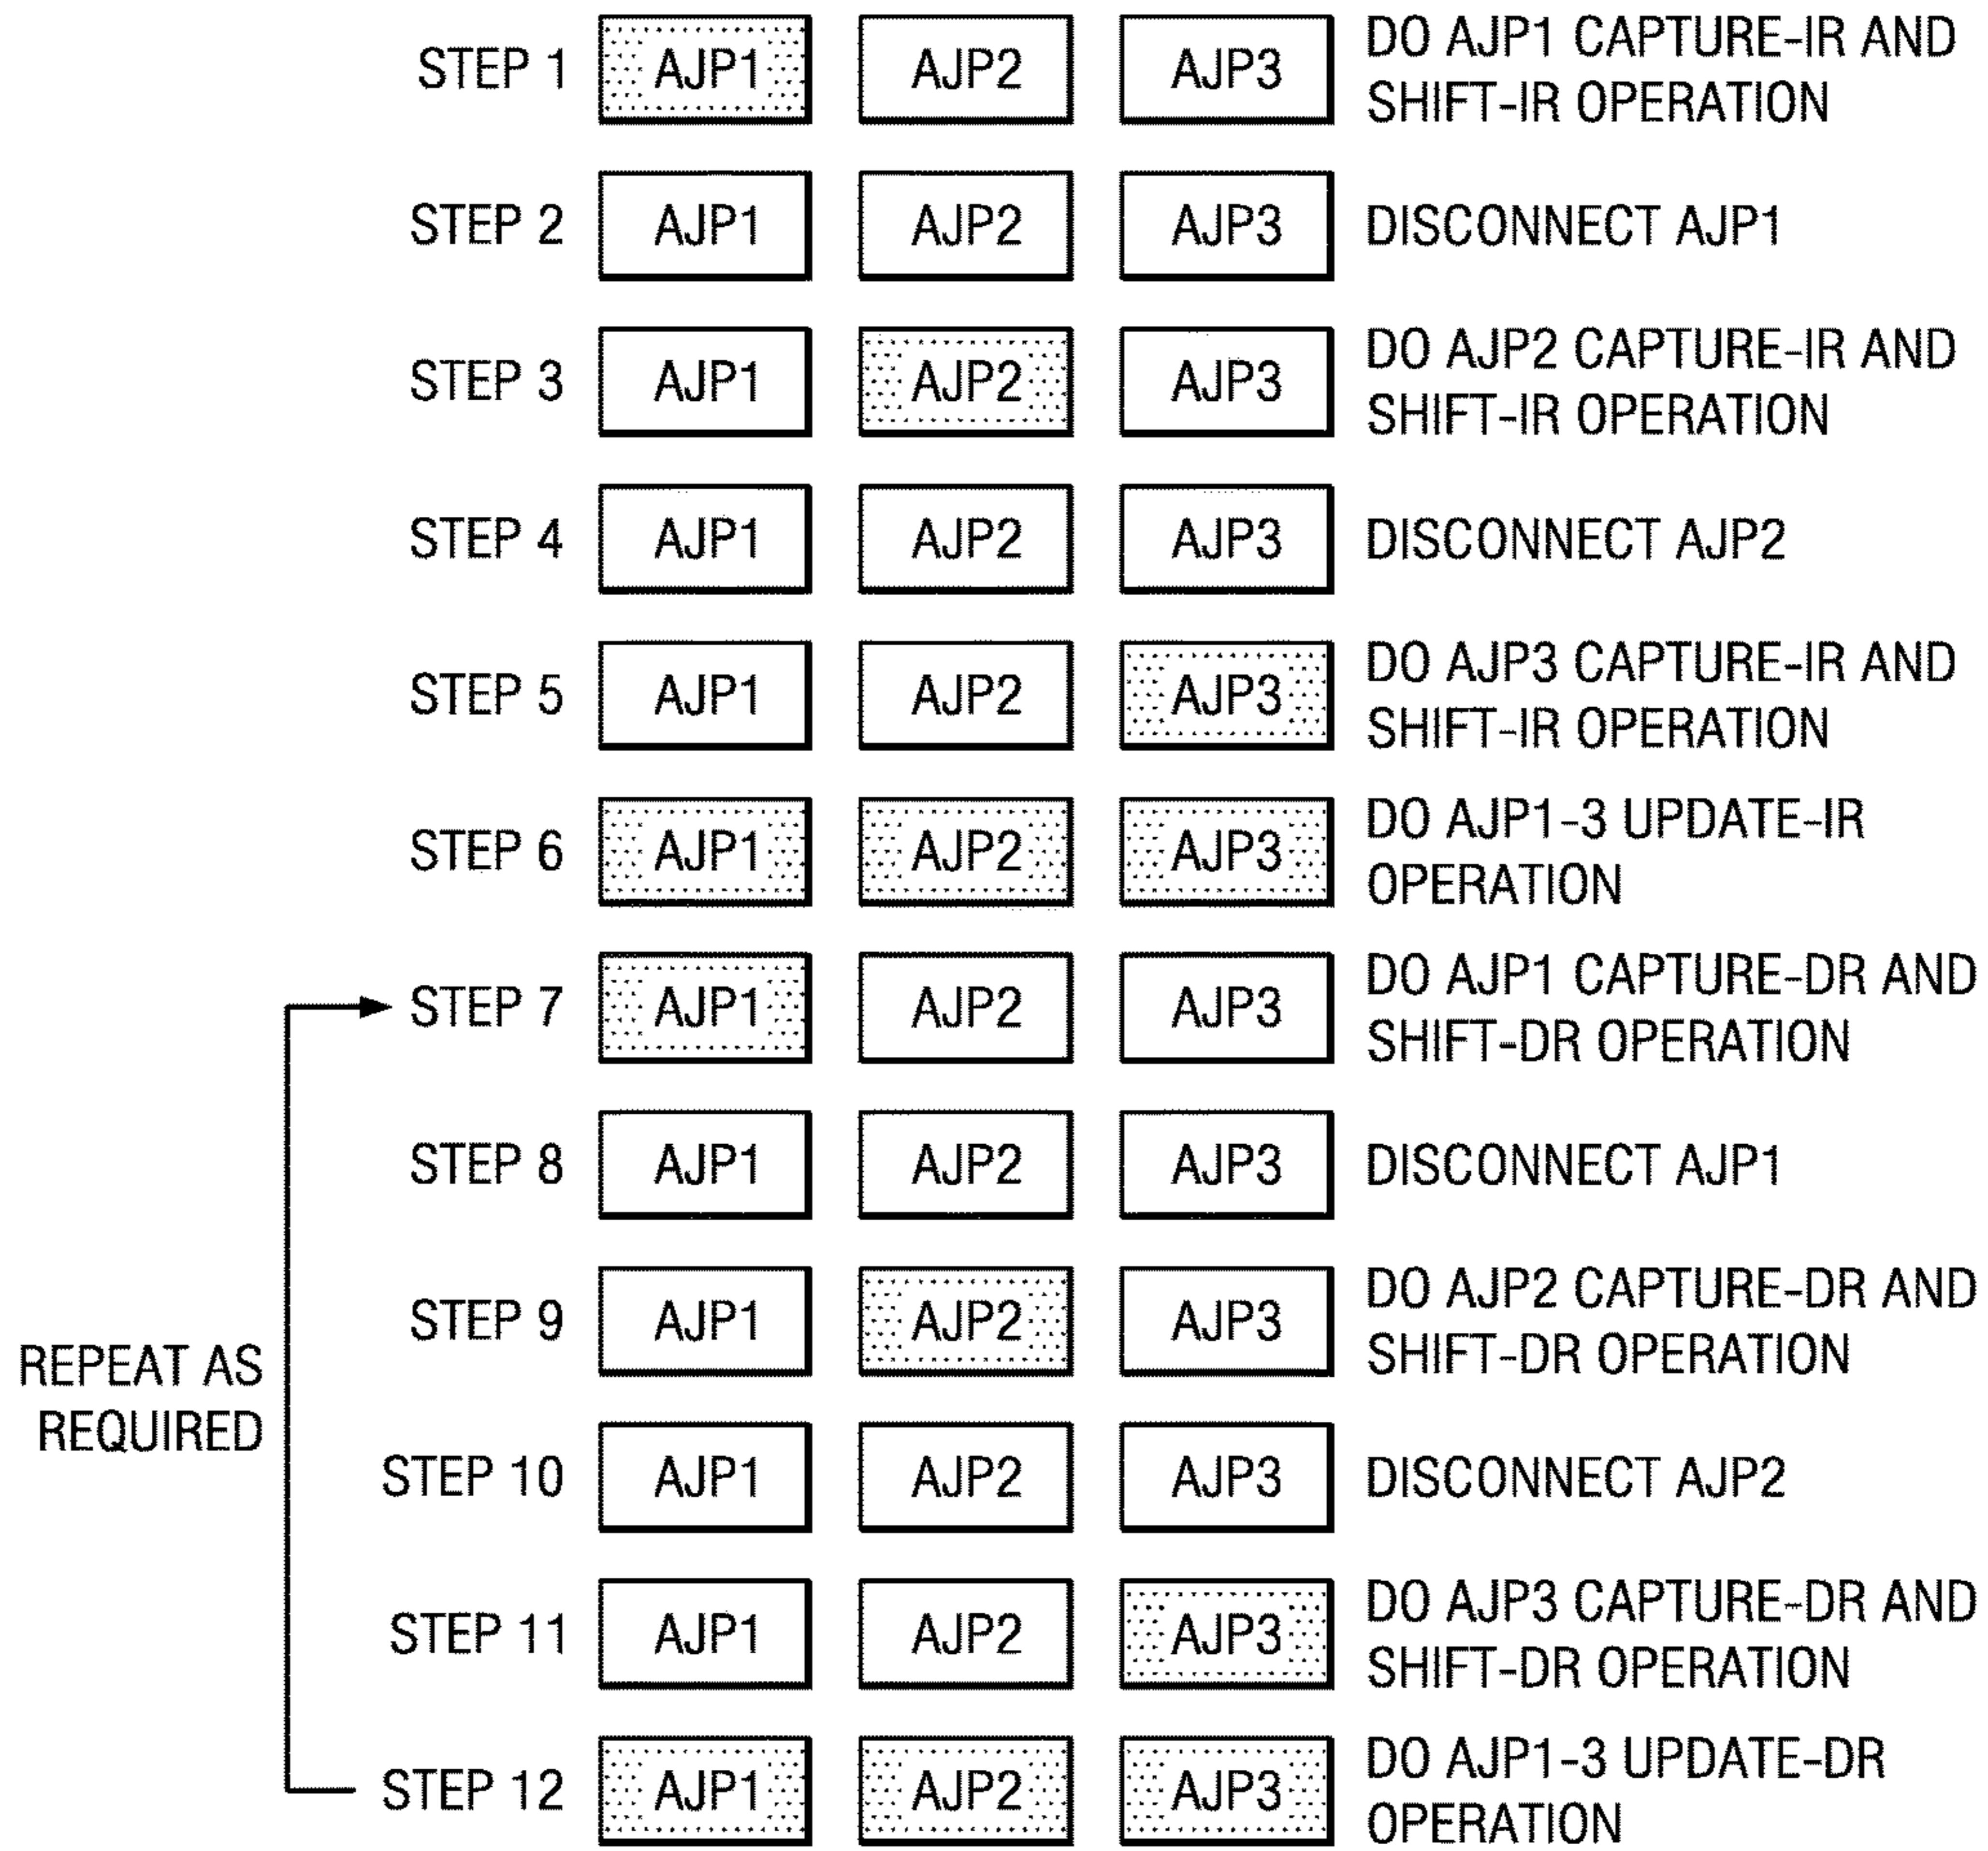 STEP 1 AJP1 AJP2 AJP3 DO AJP1 CAPTURE-IR AND
SHIFT-IR OPERATION
STEP 2 AJP1 AJP2 AJP3 DISCONNECT AJP1
STEP 3 AJP1 AJP2 AJP3 DO AJP2 CAPTURE-IR AND
SHIFT-IR OPERATION
STEP 4 AJP1 AJP2 AJP3 DISCONNECT AJP2
STEP 5 AJP1 AJP2 AJP3 DO AJP3 CAPTURE-IR AND
SHIFT-IR OPERATION
STEP 6 AJP1 AJP2 AJP3 DO AJP1-3 UPDATE-IR
OPERATION
STEP 7 AJP1 AJP2 AJP3 DO AJP1 CAPTURE-DR AND
SHIFT-DR OPERATION
STEP 8 AJP1 AJP2 AJP3 DISCONNECT AJP1
STEP 9 AJP1 AJP2 AJP3 DO AJP2 CAPTURE-DR AND
SHIFT-DR OPERATION
REPEAT AS
REQUIRED
STEP 10 AJP1 AJP2 AJP3 DISCONNECT AJP2
STEP 11 AJP1 AJP2 AJP3 DO AJP3 CAPTURE-DR AND
SHIFT-DR OPERATION
STEP 12 AJP1 AJP2 AJP3 DO AJP1-3 UPDATE-DR
OPERATION